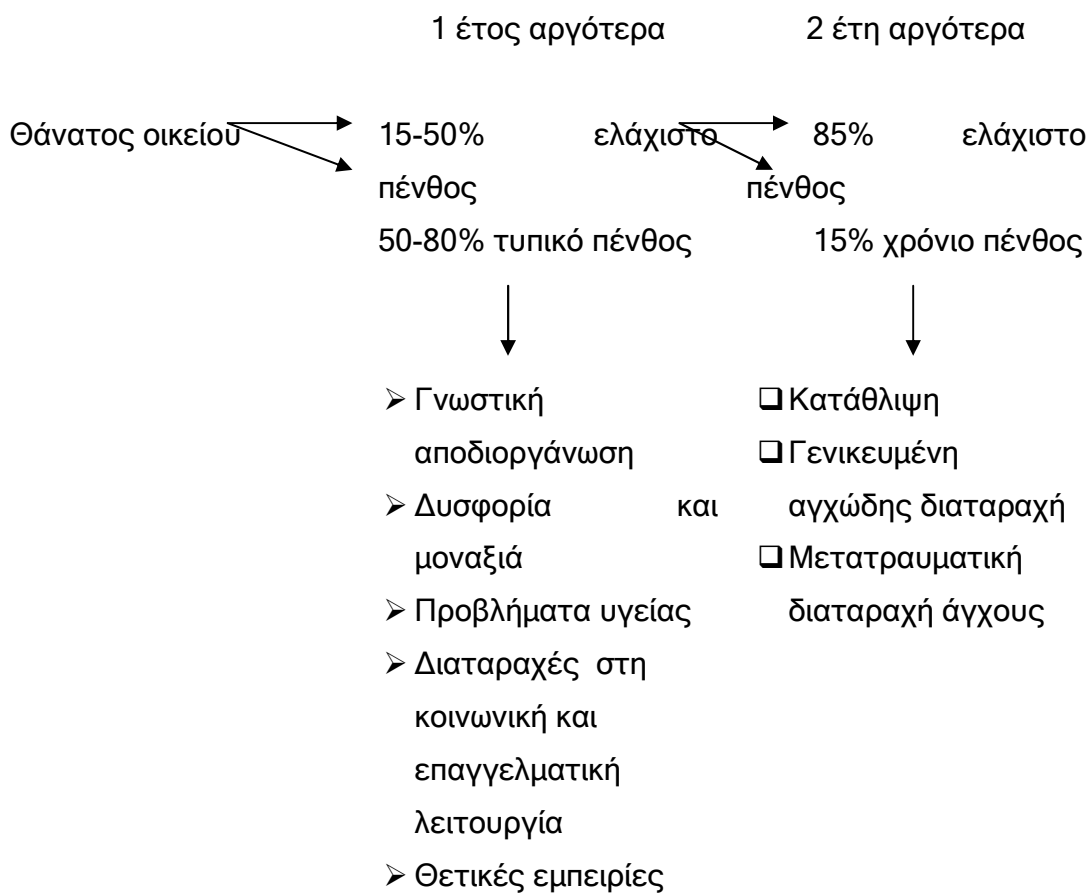 1 έτος αργότερα 2 έτη αργότερα
Θάνατος οικείου 15-50% ελάχιστο 85% ελάχιστο
πένθος πένθος
50-80% τυπικό πένθος 15% χρόνιο πένθος
➢ Γνωστική ❑ Κατάθλιψη
αποδιοργάνωση ❑ Γενικευμένη
➢ Δυσφορία και αγχώδης διαταραχή
μοναξιά ❑ Μετατραυματική
➢ Προβλήματα υγείας διαταραχή άγχους
➢ Διαταραχές στη
κοινωνική και
επαγγελματική
λειτουργία
➢ Θετικές εμπειρίες